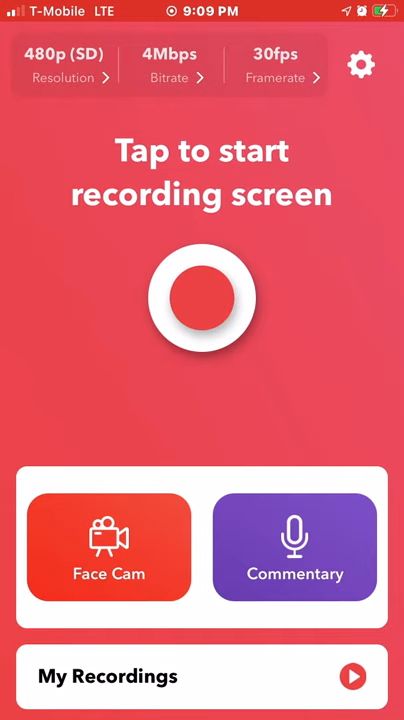 T-Mobile LTE 9:09 PM
480p (SD) 4Mbps 30fps
Resolution Bitrate Framerate
Tap to start
recording screen
Face Cam Commentary
My Recordings